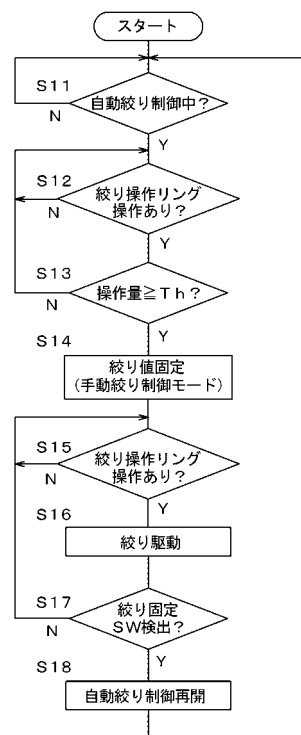 スタート
S11
自動絞り制御中?
N
Y
S12
絞り操作リング
操作あり?
N
Y
S13
操作量≧Th?
N
Y
S14
絞り値固定
(手動絞り制御モード)
S15
絞り操作リング
操作あり?
N
Y
S16
絞り駆動
S17
絞り固定
SW検出?
N
Y
S18
自動絞り制御再開